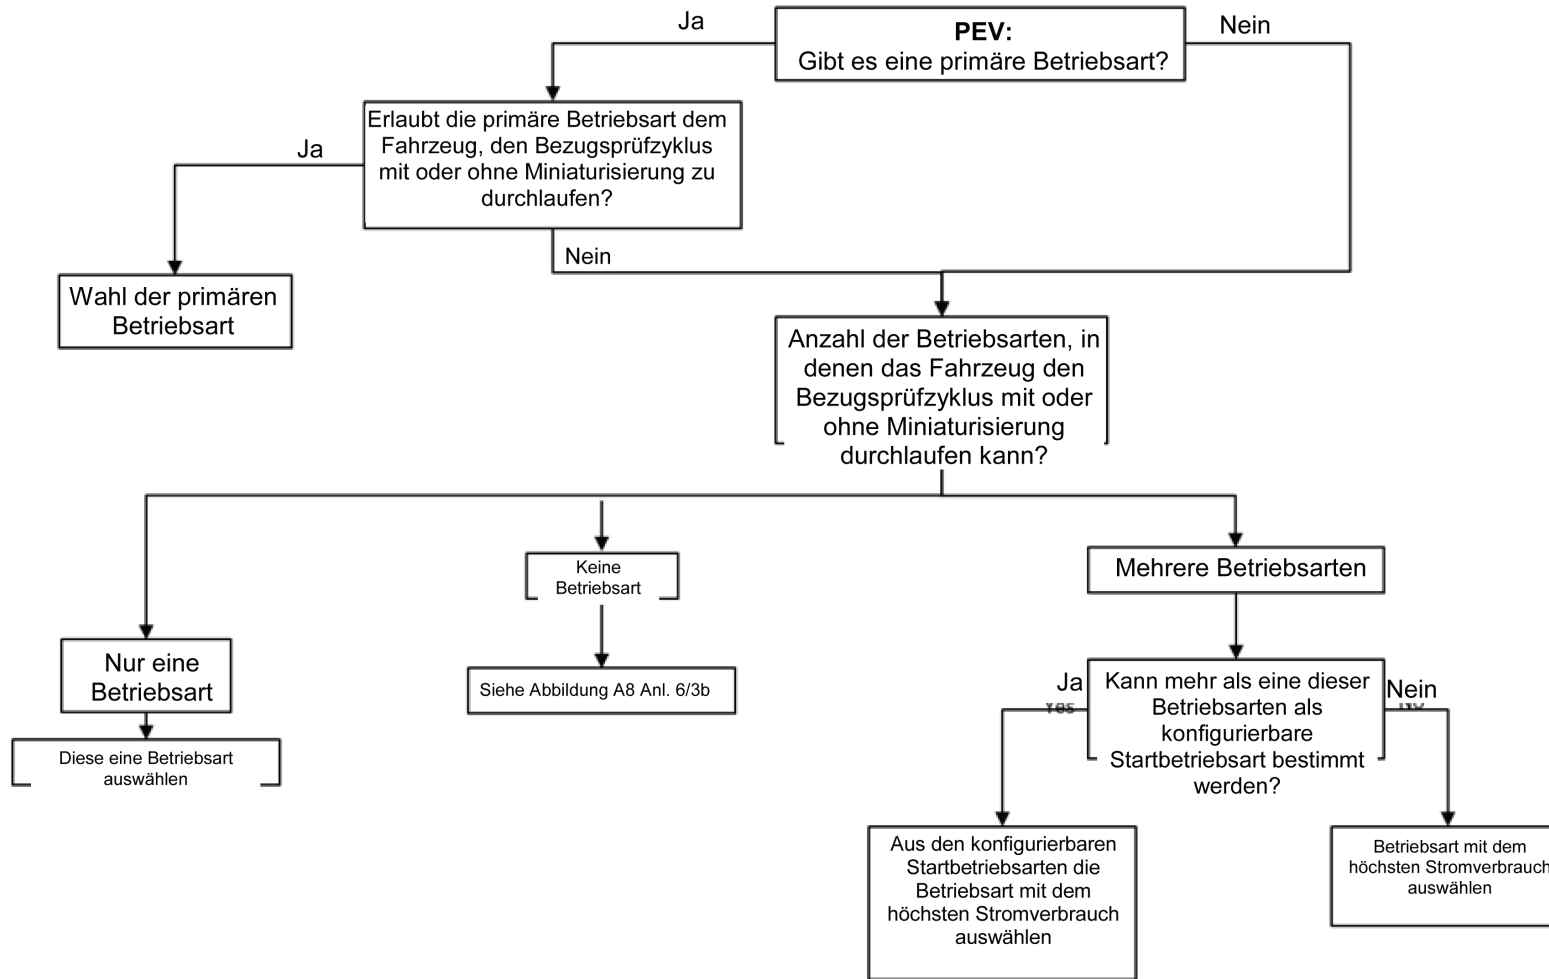 Ja
PEV:
Gibt es eine primäre Betriebsart?
Nein
Erlaubt die primäre Betriebsart dem
Fahrzeug, den Bezugsprüfzyklus
mit oder ohne Miniaturisierung zu
durchlaufen?
Ja
Nein
Wahl der primären
Betriebsart
Anzahl der Betriebsarten, in
denen das Fahrzeug den
Bezugsprüfzyklus mit oder
ohne Miniaturisierung
durchlaufen kann?
Keine
Betriebsart
Mehrere Betriebsarten
Nur eine
Betriebsart
Siehe Abbildung A8 Anl. 6/3b
Diese eine Betriebsart
auswählen
Ja
Yes
Kann mehr als eine dieser
Betriebsarten als
konfigurierbare
Startbetriebsart bestimmt
werden?
Nein
No
Aus den konfigurierbaren
Startbetriebsarten die
Betriebsart mit dem
höchsten Stromverbrauch
auswählen
Betriebsart mit dem
höchsten Stromverbrauch
auswählen